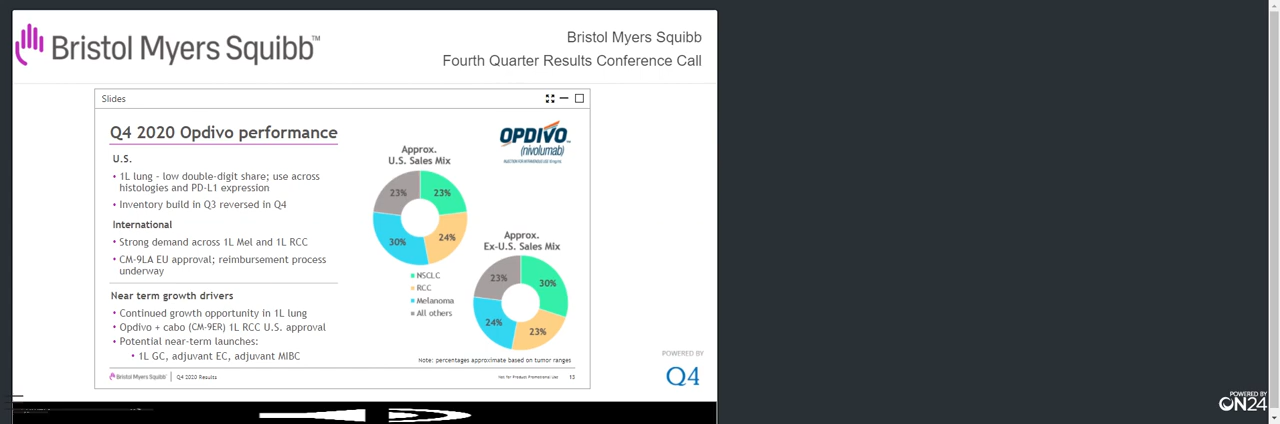 Bristol Myers Squibb™
Bristol Myers Squibb
Fourth Quarter Results Conference Call
Slides
Q4 2020 Opdivo performance
U.S.
• 1L lung – low double-digit share; use across
histologies and PD-L1 expression
• Inventory build in Q3 reversed in Q4
International
• Strong demand across 1L Mel and 1L RCC
• CM-9LA EU approval; reimbursement process
underway
Near term growth drivers
• Continued growth opportunity in 1L lung
• Opdivo + cabo (CM-9ER) 1L RCC U.S. approval
• Potential near-term launches:
• 1L GC, adjuvant EC, adjuvant MIBC
OPDIVO
(nivolumab)
Approx.
U.S. Sales Mix
23%
23%
30%
24%
NSCLC
RCC
Melanoma
All others
Approx.
Ex-U.S. Sales Mix
23%
30%
24%
23%
Note: percentages approximate based on tumor ranges
Bristol Myers Squibb
Q4 2020 Results
Not for Product Promotional Use
13
POWERED BY
Q4
POWERED BY
ON24